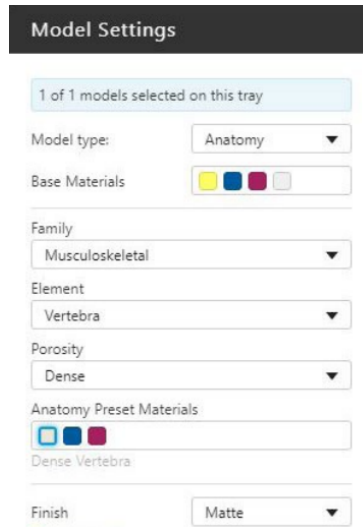 Model Settings
1 of 1 models selected on this tray
Model type: Anatomy
Base Materials
Family
Musculoskeletal
Element
Vertebra
Porosity
Dense
Anatomy Preset Materials
Dense Vertebra
Finish Matte